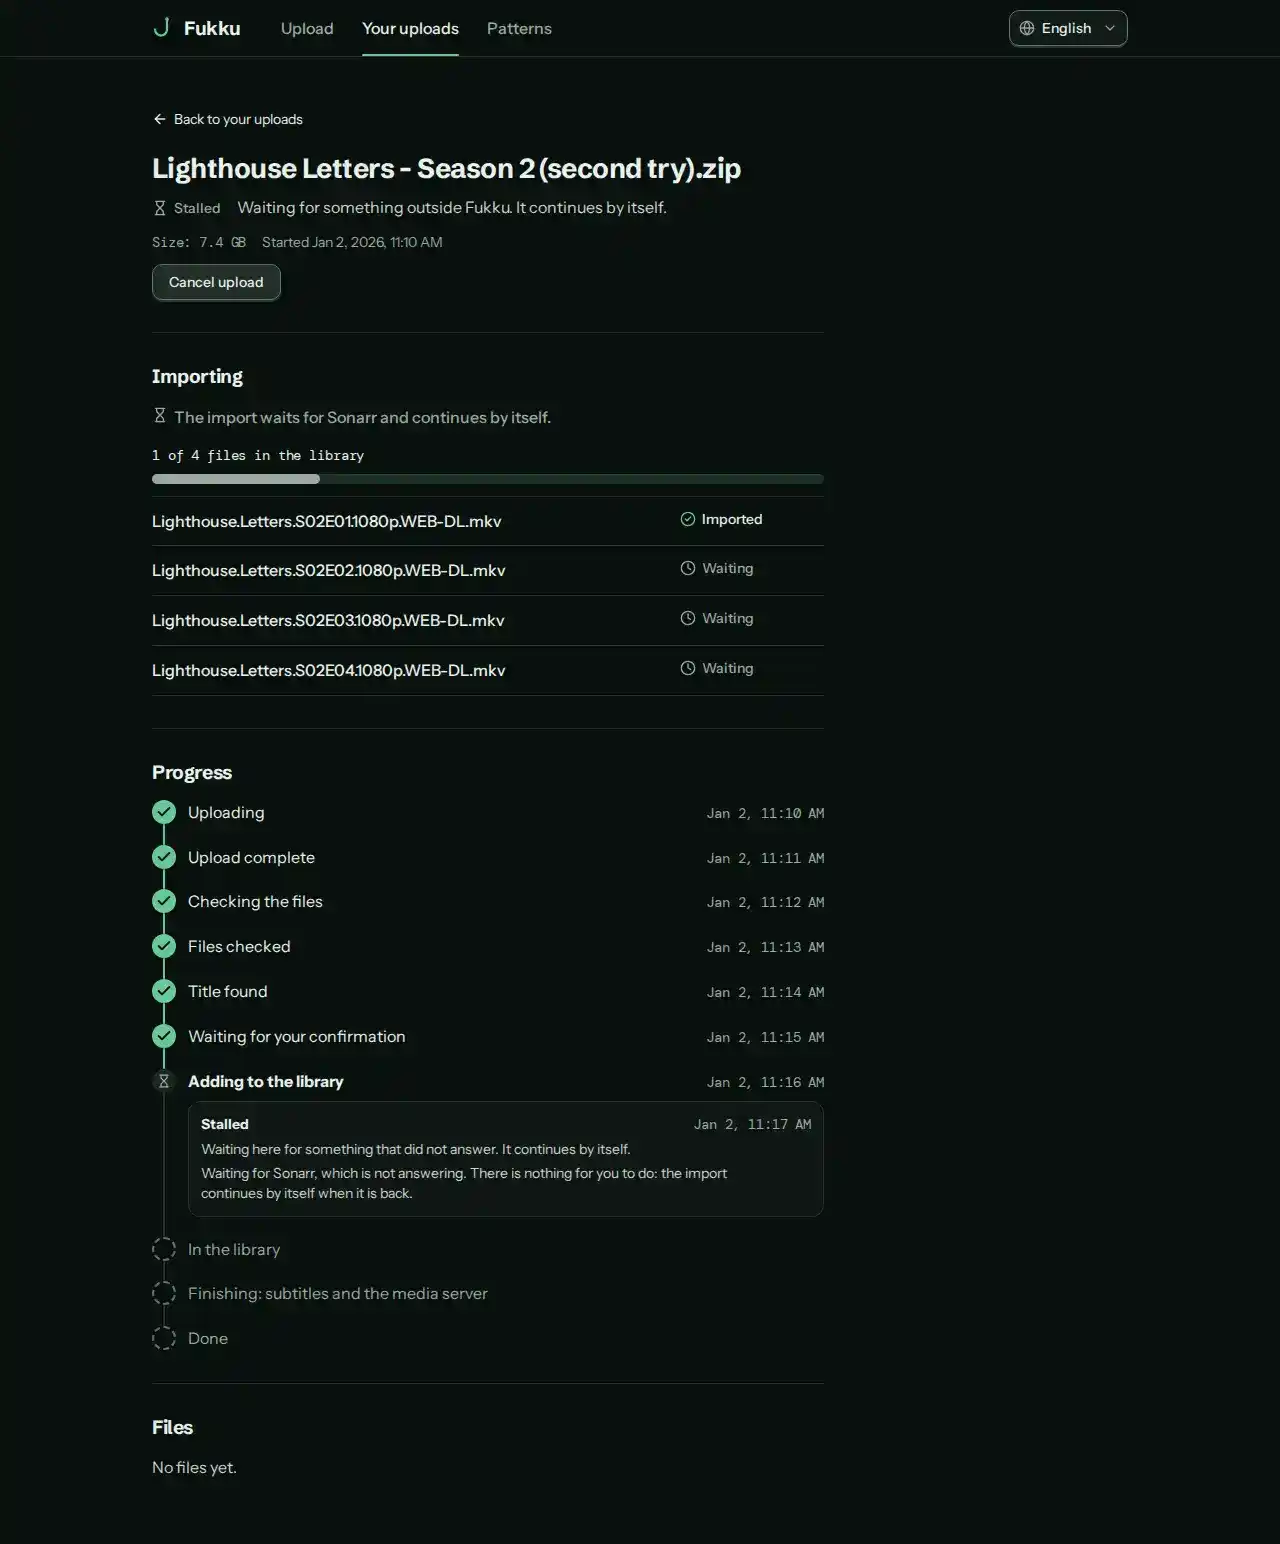 Fukku
Upload
Your uploads
Patterns
English
Back to your uploads
Lighthouse Letters - Season 2 (second try).zip
Stalled
Waiting for something outside Fukku. It continues by itself.
Size: 7.4 GB
Started Jan 2, 2026, 11:10 AM
Cancel upload
Importing
The import waits for Sonarr and continues by itself.
1 of 4 files in the library
Lighthouse.Letters.S02E01.1080p.WEB-DL.mkv
Imported
Lighthouse.Letters.S02E02.1080p.WEB-DL.mkv
Waiting
Lighthouse.Letters.S02E03.1080p.WEB-DL.mkv
Waiting
Lighthouse.Letters.S02E04.1080p.WEB-DL.mkv
Waiting
Progress
Uploading
Jan 2, 11:10 AM
Upload complete
Jan 2, 11:11 AM
Checking the files
Jan 2, 11:12 AM
Files checked
Jan 2, 11:13 AM
Title found
Jan 2, 11:14 AM
Waiting for your confirmation
Jan 2, 11:15 AM
Adding to the library
Jan 2, 11:16 AM
Stalled
Jan 2, 11:17 AM
Waiting here for something that did not answer. It continues by itself.
Waiting for Sonarr, which is not answering. There is nothing for you to do: the import
continues by itself when it is back.
In the library
Finishing: subtitles and the media server
Done
Files
No files yet.